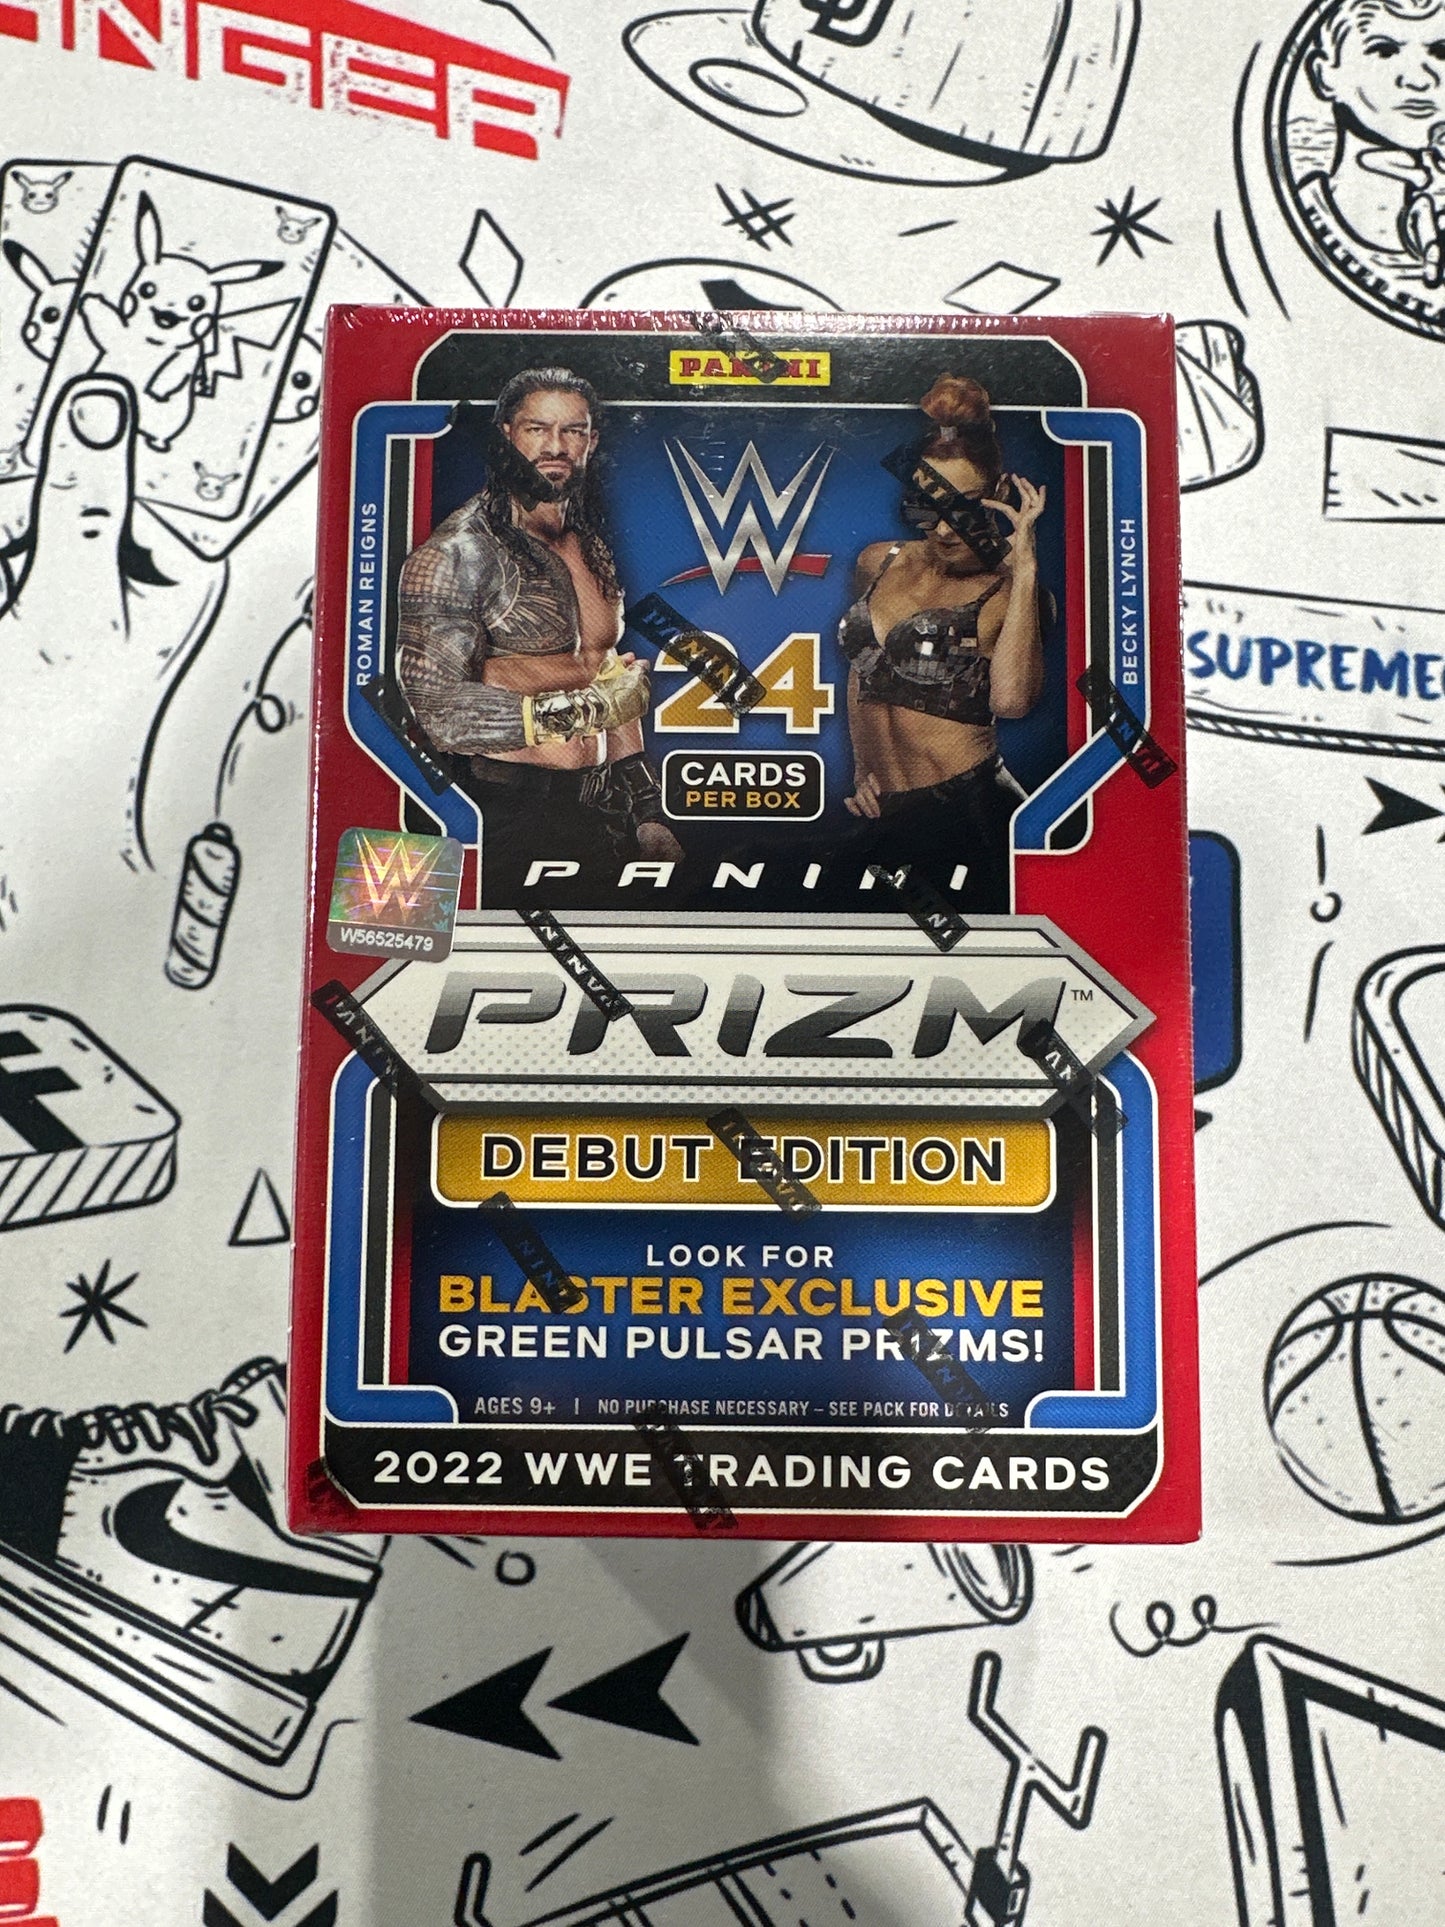 PANINI
W
ROMAN REIGNS
BECKY LYNCH
24
CARDS
PER BOX
PANINI
W
W56525479
PRIZM™
DEBUT EDITION
LOOK FOR
BLASTER EXCLUSIVE
GREEN PULSAR PRIZMS!
AGES 9+ | NO PURCHASE NECESSARY – SEE PACK FOR DETAILS
2022 WWE TRADING CARDS
SUPREME